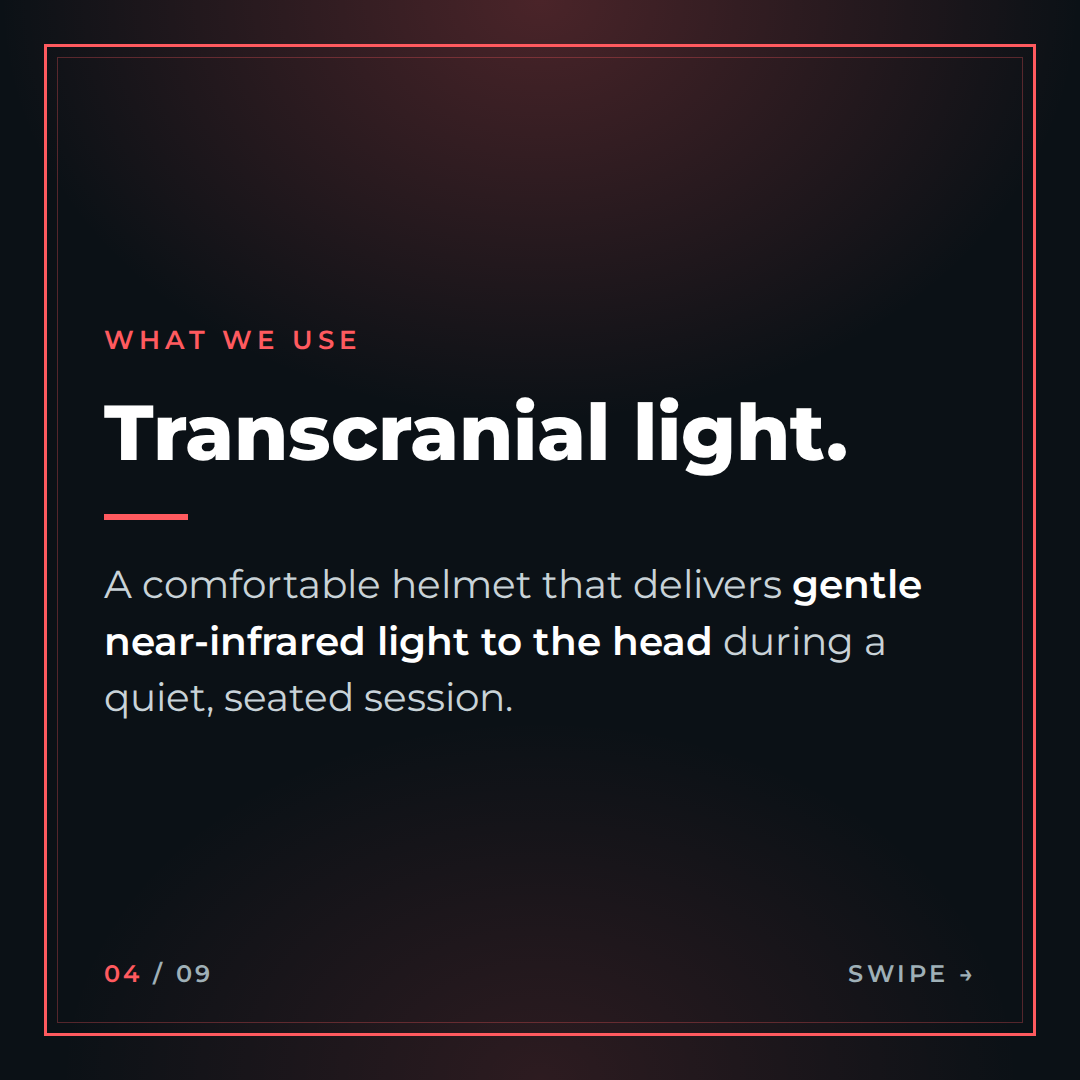 WHAT WE USE
Transcranial light.
A comfortable helmet that delivers gentle
near-infrared light to the head during a
quiet, seated session.
04 / 09
SWIPE →